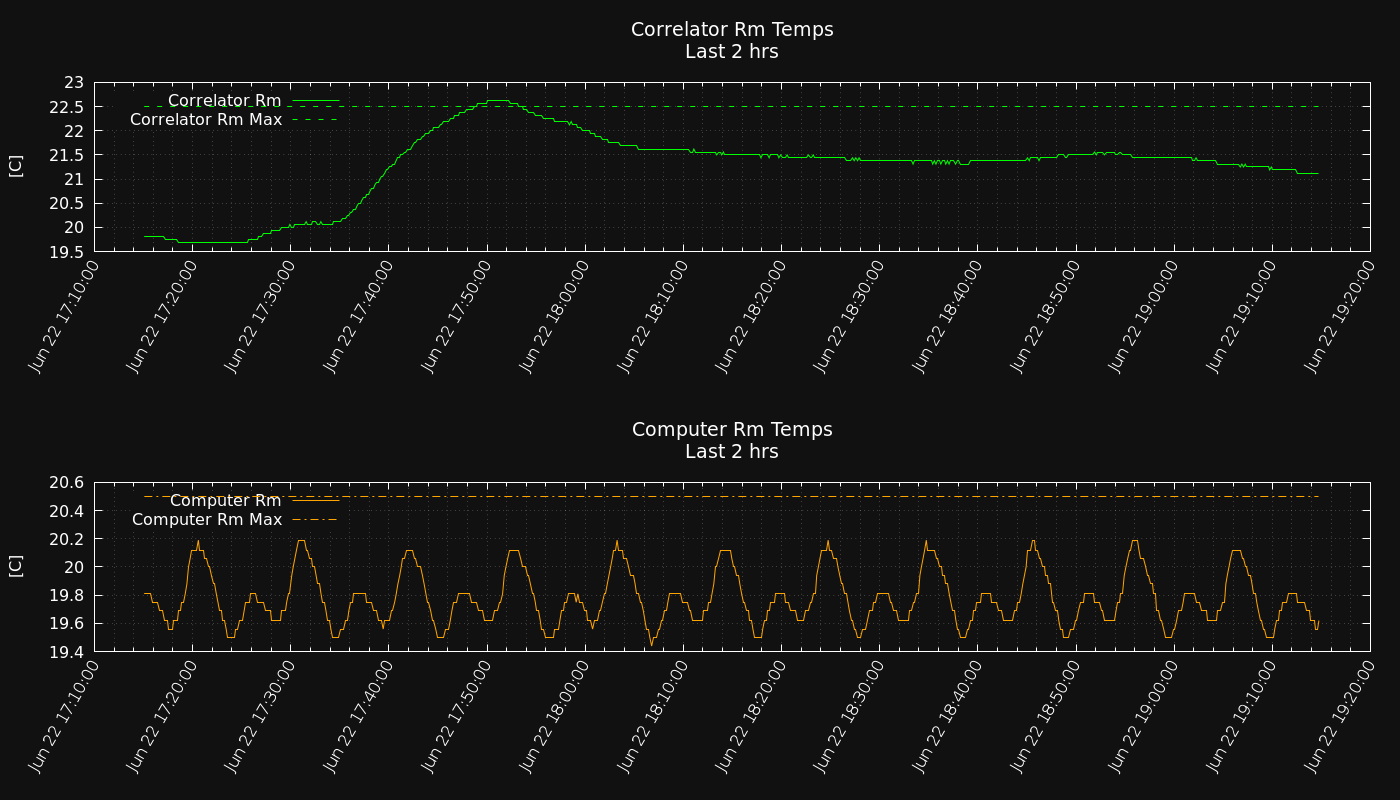 Correlator Rm Temps
Last 2 hrs
23
22.5
22
21.5
21
20.5
20
19.5
[C]
Correlator Rm
Correlator Rm Max
Jun 22 17:10:00
Jun 22 17:20:00
Jun 22 17:30:00
Jun 22 17:40:00
Jun 22 17:50:00
Jun 22 18:00:00
Jun 22 18:10:00
Jun 22 18:20:00
Jun 22 18:30:00
Jun 22 18:40:00
Jun 22 18:50:00
Jun 22 19:00:00
Jun 22 19:10:00
Jun 22 19:20:00
Computer Rm Temps
Last 2 hrs
20.6
20.4
20.2
20
19.8
19.6
19.4
[C]
Computer Rm
Computer Rm Max
Jun 22 17:10:00
Jun 22 17:20:00
Jun 22 17:30:00
Jun 22 17:40:00
Jun 22 17:50:00
Jun 22 18:00:00
Jun 22 18:10:00
Jun 22 18:20:00
Jun 22 18:30:00
Jun 22 18:40:00
Jun 22 18:50:00
Jun 22 19:00:00
Jun 22 19:10:00
Jun 22 19:20:00